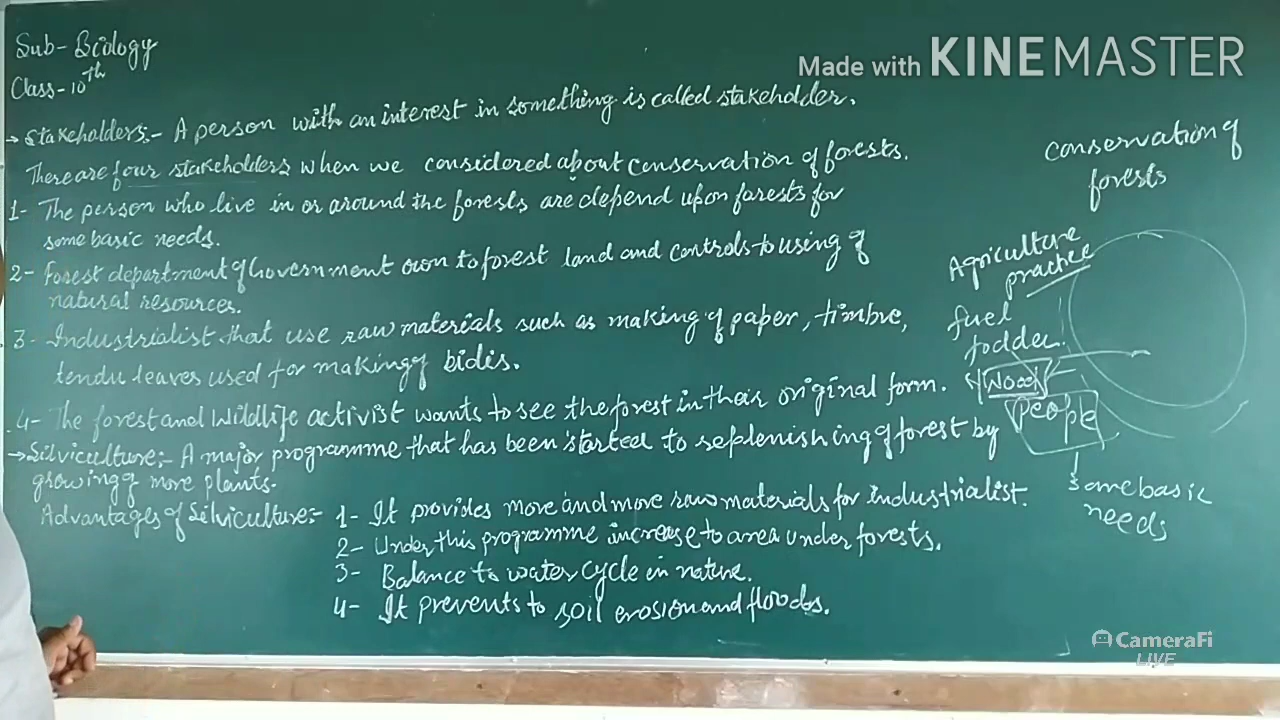 Sub- Biology
Class-10th
Made with KINEMASTER
→ Stakeholders:- A person with an interest in something is called stakeholder.
There are four stakeholders when we considered about conservation of forests.
1- The person who live in or around the forests are depend upon forests for
some basic needs.
2- Forest department of Government own to forest land and controls to using of
natural resources.
3- Industrialist that use raw materials such as making of paper, timbre,
tendu leaves used for making of bidis.
4- The forest and wildlife activist wants to see the forest in their original form.
→ Silviculture:- A major programme that has been started to replenishing of forest by
growing of more plants.
Advantages of Silviculture:- 1- It provides more and more raw materials for industrialist.
2- Under this programme increase to area under forests.
3- Balance to water cycle in nature.
4- It prevents to soil erosion and floods.
conservation of
forests
Agriculture
practice
fuel
fodder
Wood
People
Some basic
needs
CameraFi
LIVE